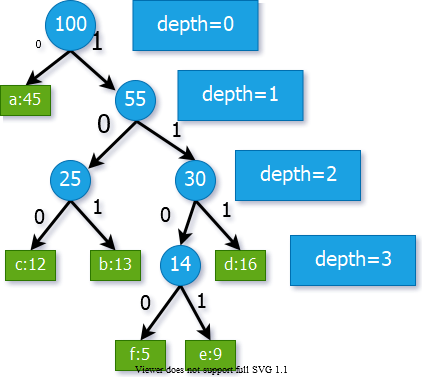 100
depth=0
0
1
a:45
55
depth=1
0
1
25
30
depth=2
0
1
0
1
c:12
b:13
14
d:16
depth=3
0
1
f:5
e:9
Viewer does not support full SVG 1.1